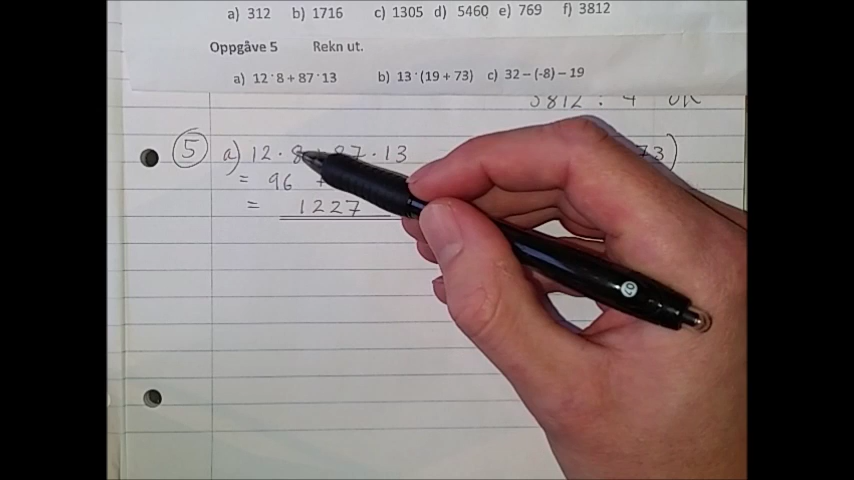 a) 312 b) 1716 c) 1305 d) 5460 e) 769 f) 3812
Oppgåve 5 Rekn ut.
a) 12·8 + 87·13 b) 13·(19 + 73) c) 32 – (-8) – 19
3812 : 4 OK
5 a) 12·8 + 87·13 73)
= 96 +
= 1227